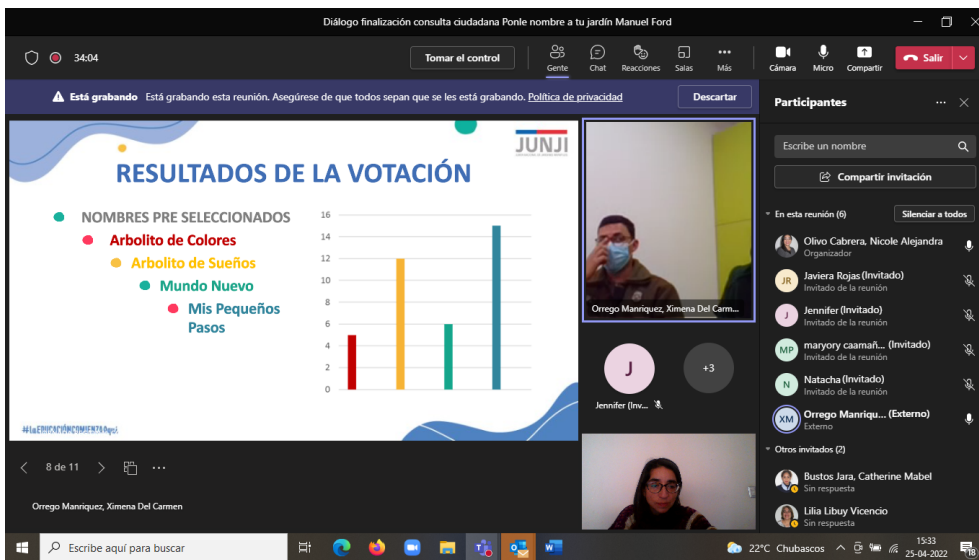 Diálogo finalización consulta ciudadana Ponle nombre a tu jardín Manuel Ford
34:04
Tomar el control
Gente
Chat
Reacciones
Salas
Más
Cámara
Micro
Compartir
Salir
Está grabando Está grabando esta reunión. Asegúrese de que todos sepan que se les está grabando. Política de privacidad
Descartar
JUNJI
RESULTADOS DE LA VOTACIÓN
NOMBRES PRE SELECCIONADOS
Arbolito de Colores
Arbolito de Sueños
Mundo Nuevo
Mis Pequeños
Pasos
16
14
12
10
8
6
4
2
0
#LaEDUCACIÓNCOMIENZAAquí
8 de 11
Orrego Manriquez, Ximena Del Carmen
Orrego Manriquez, Ximena Del Carm...
J
+3
Jennifer (Inv...
Participantes
Escribe un nombre
Compartir invitación
En esta reunión (6)
Silenciar a todos
Olivo Cabrera, Nicole Alejandra
Organizador
JR
Javiera Rojas (Invitado)
Invitado de la reunión
J
Jennifer (Invitado)
Invitado de la reunión
MP
maryory caamañ... (Invitado)
Invitado de la reunión
N
Natacha (Invitado)
Invitado de la reunión
XM
Orrego Manriqu... (Externo)
Externo
Otros invitados (2)
Bustos Jara, Catherine Mabel
Sin respuesta
Lilia Libuy Vicencio
Sin respuesta
Escribe aquí para buscar
22°C Chubascos
15:33
25-04-2022